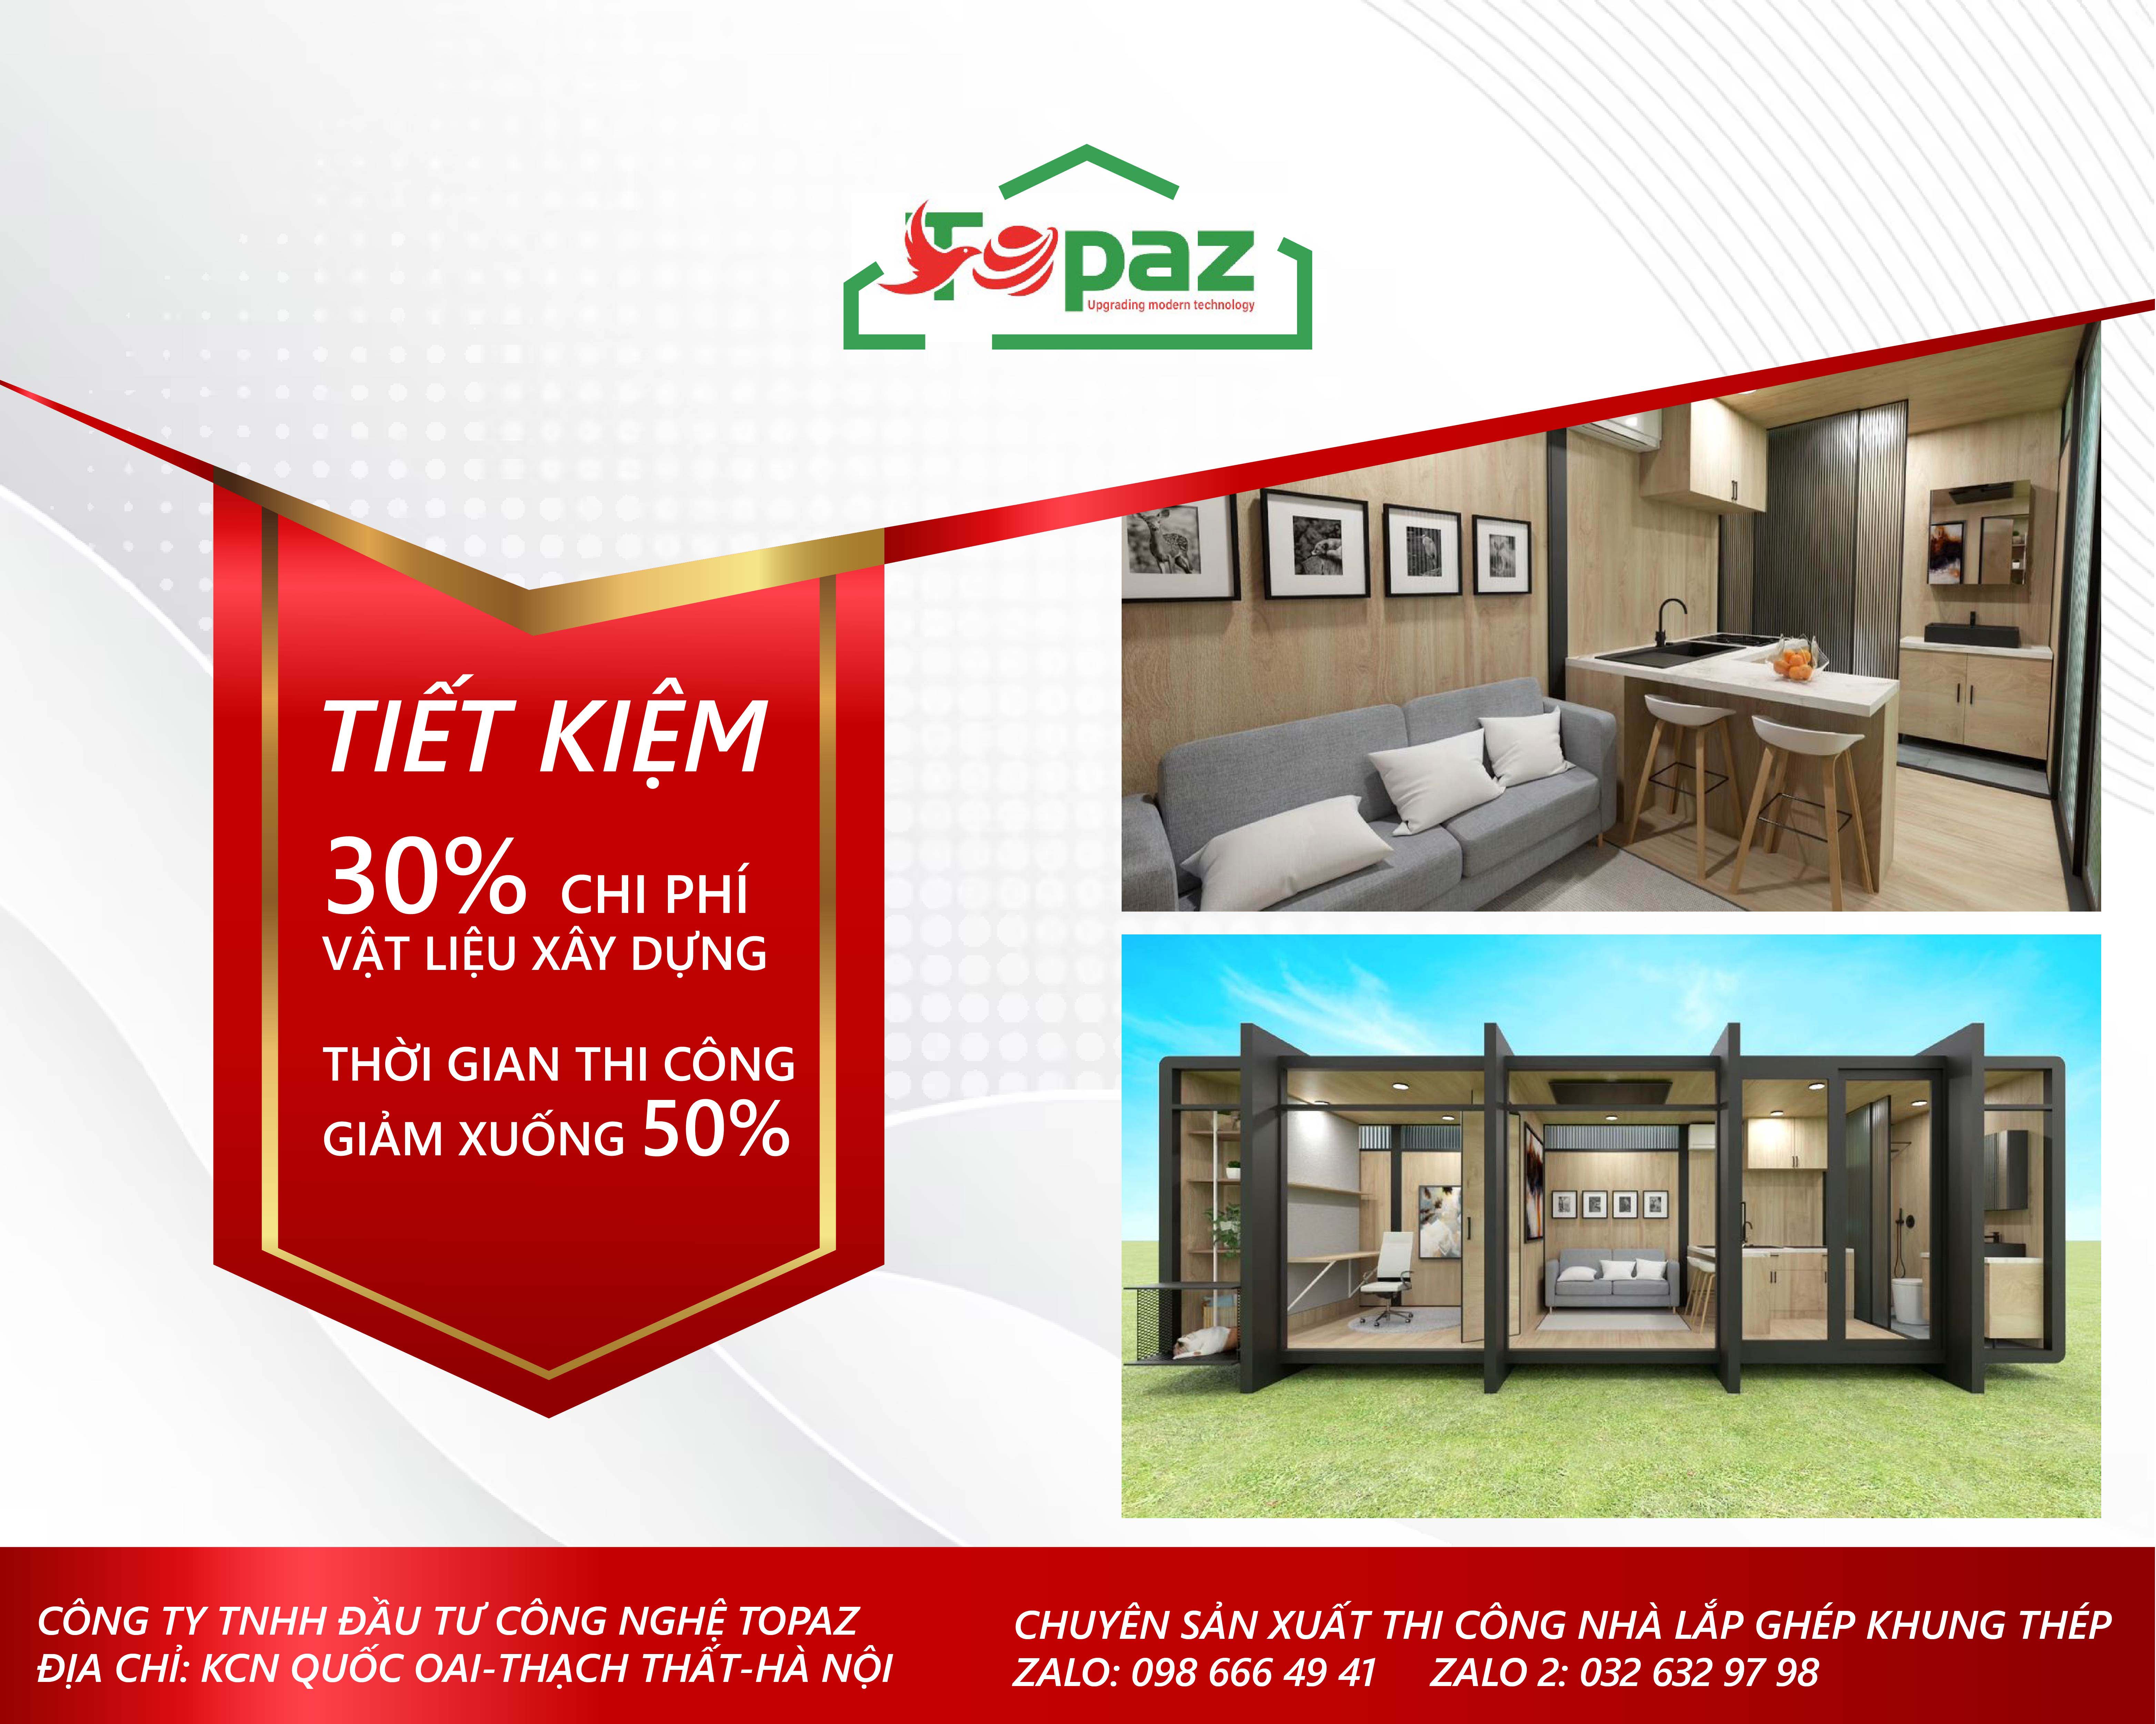 Topaz
Upgrading modern technology
TIẾT KIỆM
30% CHI PHÍ
VẬT LIỆU XÂY DỰNG
THỜI GIAN THI CÔNG
GIẢM XUỐNG 50%
CÔNG TY TNHH ĐẦU TƯ CÔNG NGHỆ TOPAZ
ĐỊA CHỈ: KCN QUỐC OAI-THẠCH THẤT-HÀ NỘI
CHUYÊN SẢN XUẤT THI CÔNG NHÀ LẮP GHÉP KHUNG THÉP
ZALO: 098 666 49 41 ZALO 2: 032 632 97 98